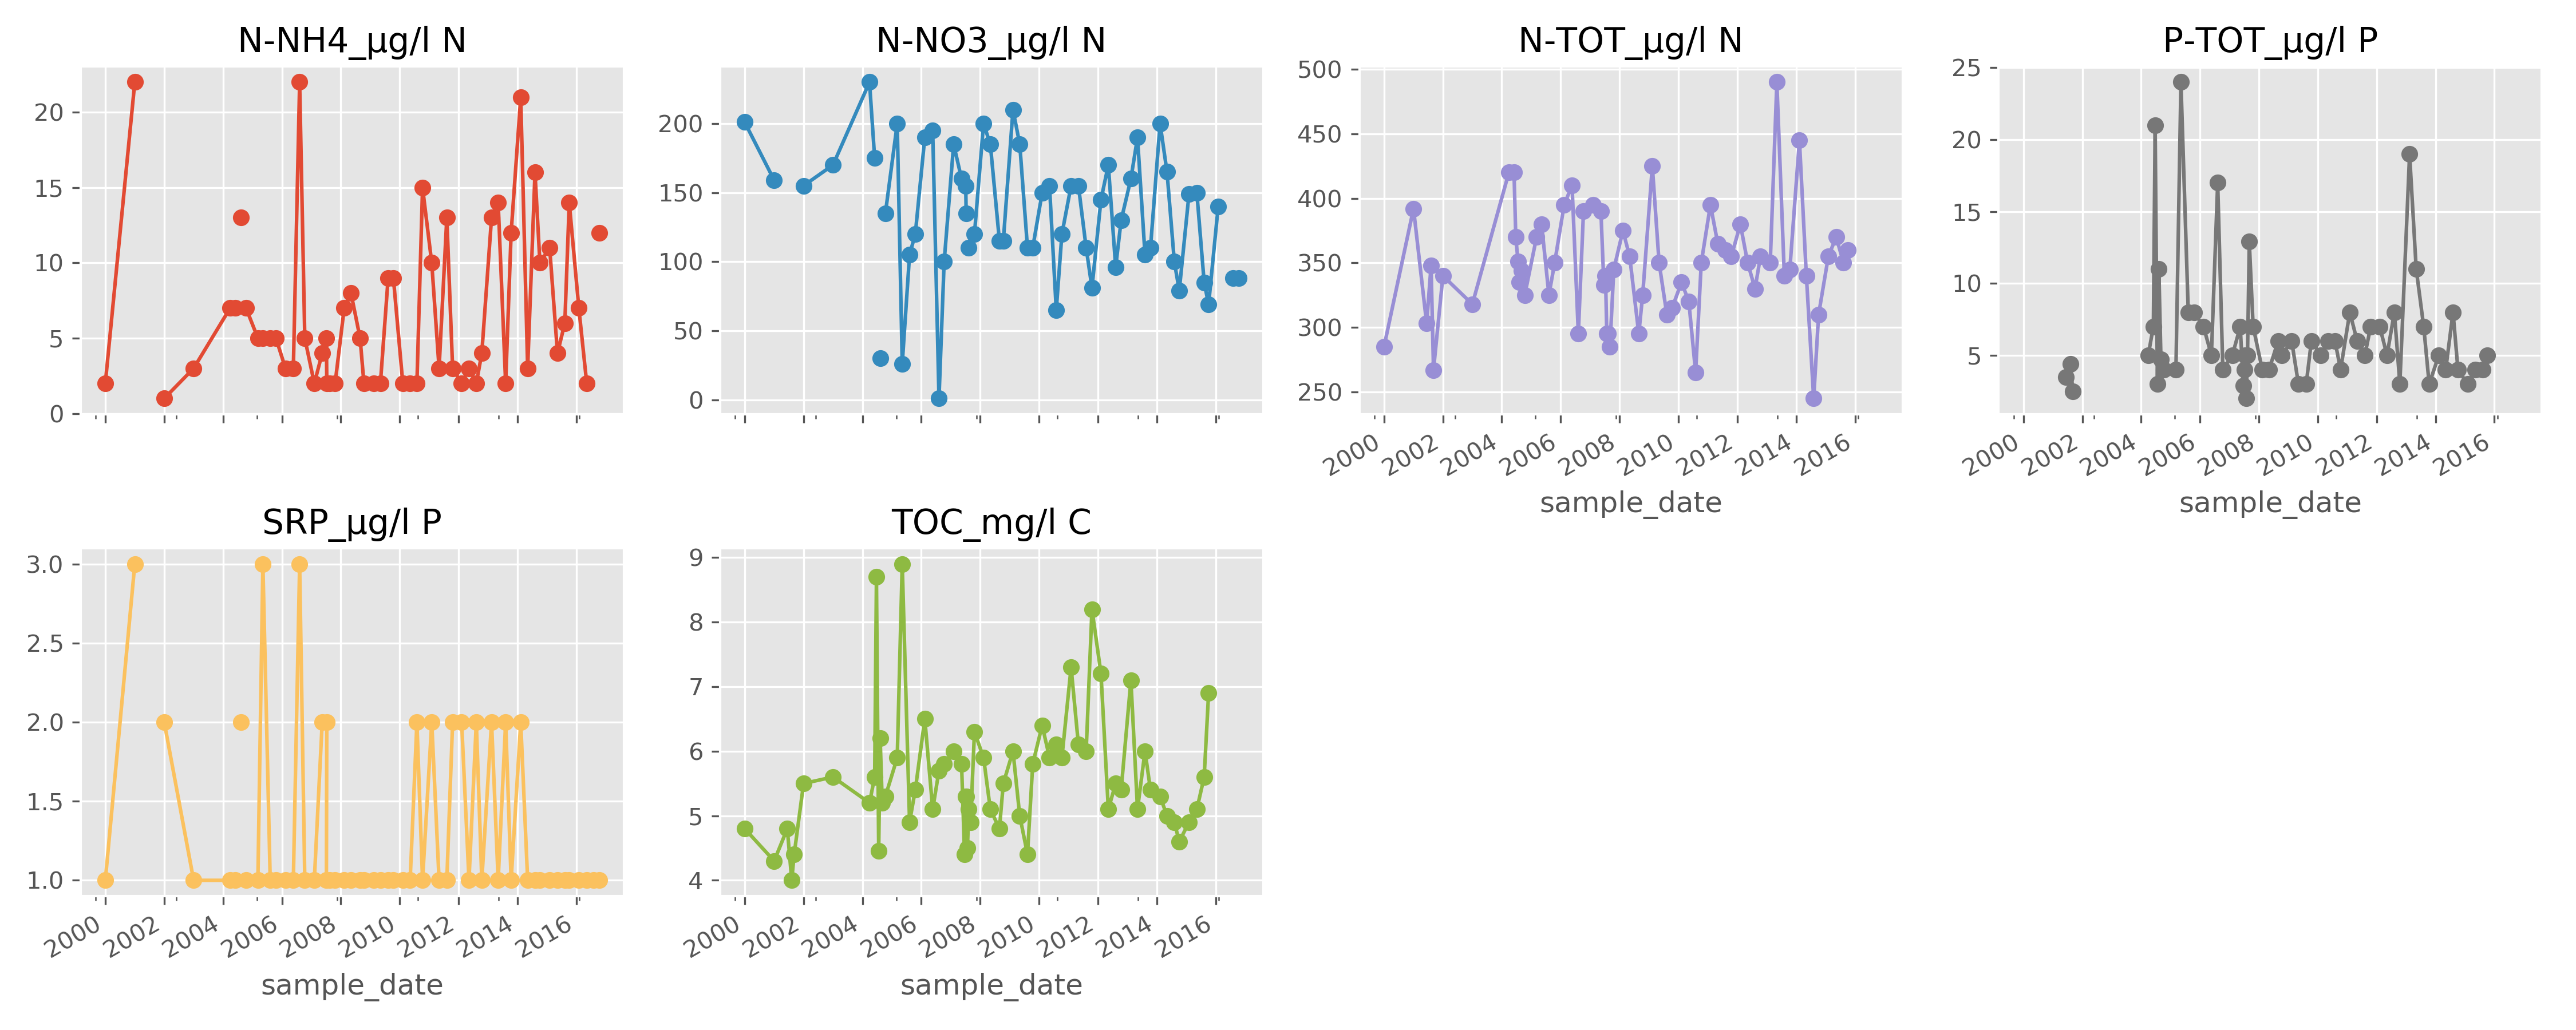 N-NH4_µg/l N
20
15
10
5
0
N-NO3_µg/l N
200
150
100
50
0
N-TOT_µg/l N
500
450
400
350
300
250
2000 2002 2004 2006 2008 2010 2012 2014 2016
sample_date
P-TOT_µg/l P
25
20
15
10
5
2000 2002 2004 2006 2008 2010 2012 2014 2016
sample_date
SRP_µg/l P
3.0
2.5
2.0
1.5
1.0
2000 2002 2004 2006 2008 2010 2012 2014 2016
sample_date
TOC_mg/l C
9
8
7
6
5
4
2000 2002 2004 2006 2008 2010 2012 2014 2016
sample_date